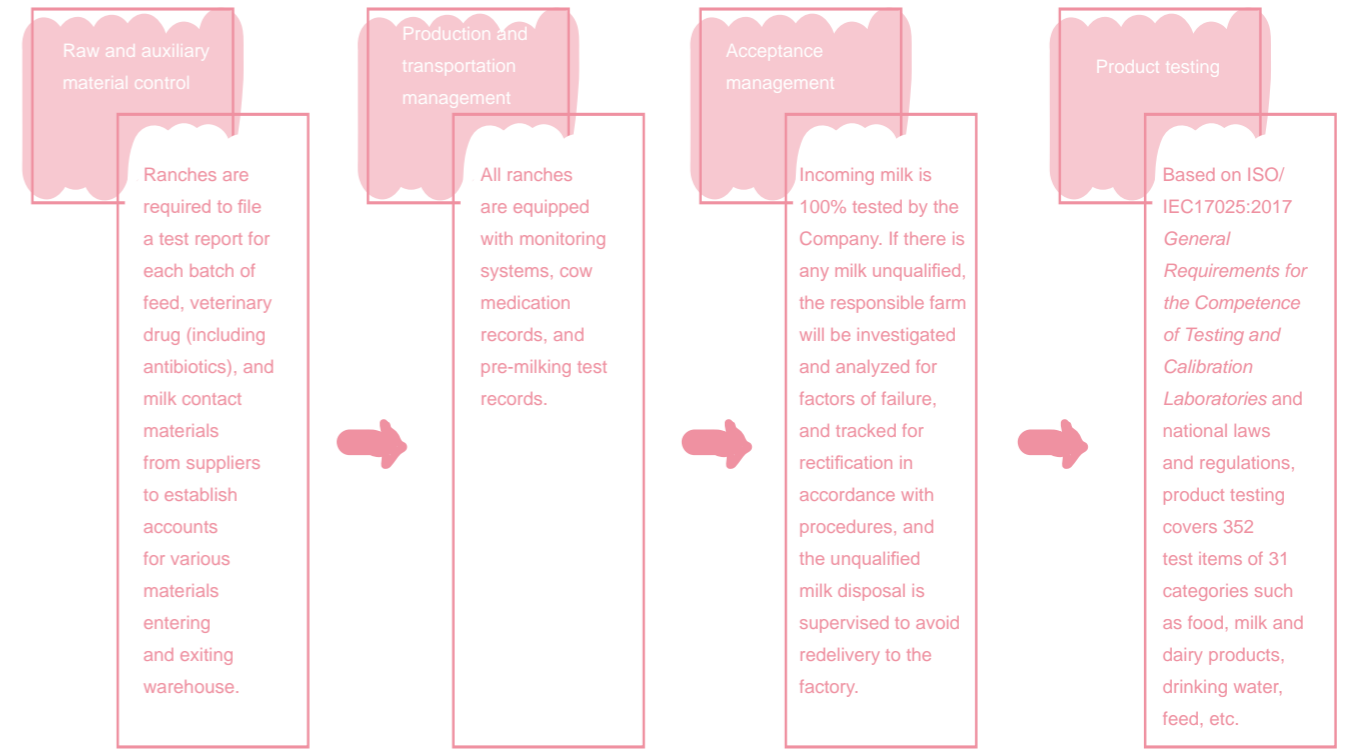 Raw and auxiliary
material control
Ranches are
required to file
a test report for
each batch of
feed, veterinary
drug (including
antibiotics), and
milk contact
materials
from suppliers
to establish
accounts
for various
materials
entering
and exiting
warehouse.
Production and
transportation
management
All ranches
are equipped
with monitoring
systems, cow
medication
records, and
pre-milking test
records.
Acceptance
management
Incoming milk is
100% tested by the
Company. If there is
any milk unqualified,
the responsible farm
will be investigated
and analyzed for
factors of failure,
and tracked for
rectification in
accordance with
procedures, and
the unqualified
milk disposal is
supervised to avoid
redelivery to the
factory.
Product testing
Based on ISO/
IEC17025:2017
General
Requirements for
the Competence
of Testing and
Calibration
Laboratories and
national laws
and regulations,
product testing
covers 352
test items of 31
categories such
as food, milk and
dairy products,
drinking water,
feed, etc.